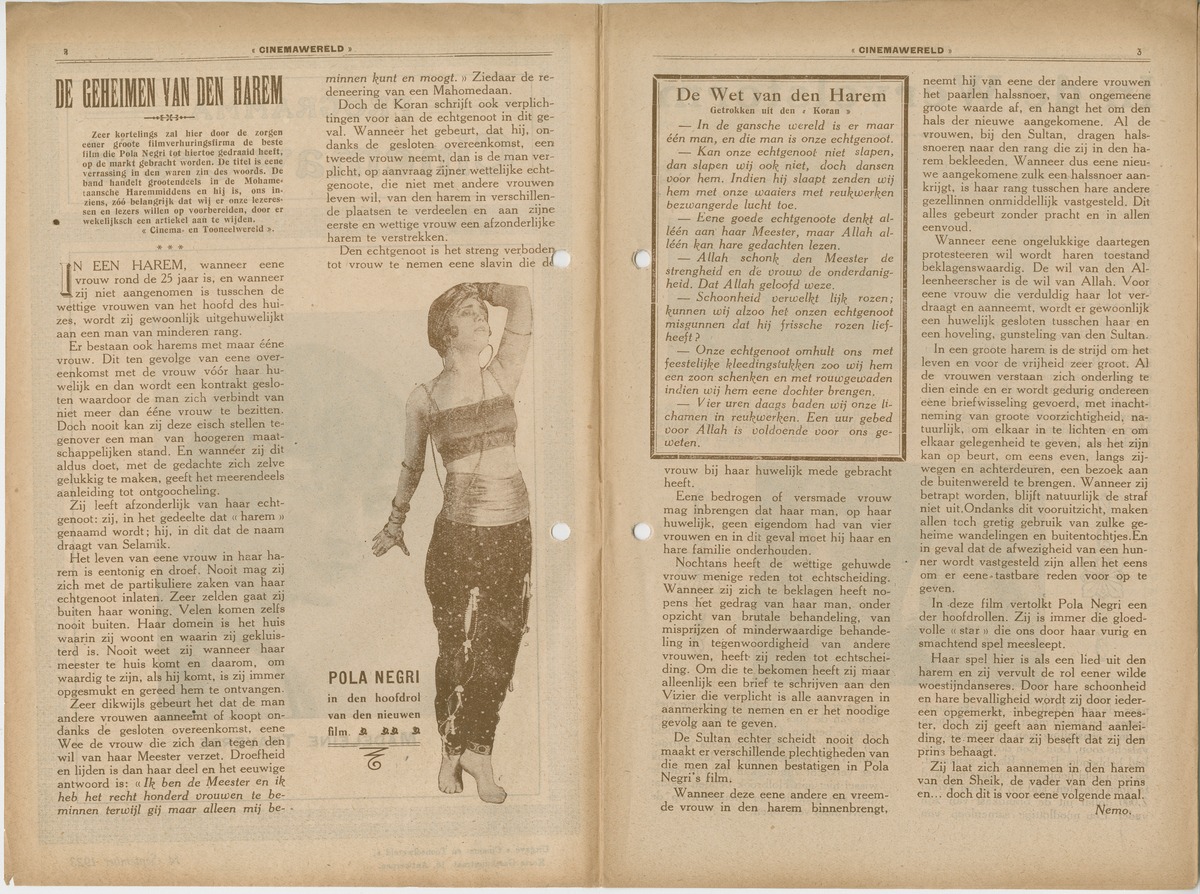 2
« CINEMAWERELD »
DE GEHEIMEN VAN DEN HAREM
Zeer kortelings zal hier door de zorgen
eener groote filmverhuringsfirma de beste
film die Pola Negri tot hiertoe gedraaid heeft,
op de markt gebracht worden. De titel is eene
verrassing in den waren zin des woords. De
band handelt grootendeels in de Mohame-
taansche Haremmiddens en hij is, ons in-
ziens, zóó belangrijk dat wij er onze lezeres-
sen en lezers willen op voorbereiden, door er
wekelijksch een artiekel aan te wijden.
« Cinema- en Tooneelwereld ».
* * *
IN EEN HAREM, wanneer eene
vrouw rond de 25 jaar is, en wanneer
zij niet aangenomen is tusschen de
wettige vrouwen van het hoofd des hui-
zes, wordt zij gewoonlijk uitgehuwelijkt
aan een man van minderen rang.
Er bestaan ook harems met maar ééne
vrouw. Dit ten gevolge van eene over-
eenkomst met de vrouw vóór haar hu-
welijk en dan wordt een kontrakt geslo-
ten waardoor de man zich verbindt van
niet meer dan ééne vrouw te bezitten.
Doch nooit kan zij deze eisch stellen te-
genover een man van hoogeren maat-
schappelijken stand. En wanneer zij dit
aldus doet, met de gedachte zich zelve
gelukkig te maken, geeft het meerendeels
aanleiding tot ontgoocheling.
Zij leeft afzonderlijk van haar echt-
genoot: zij, in het gedeelte dat « harem »
genaamd wordt; hij, in dit dat de naam
draagt van Selamik.
Het leven van eene vrouw in haar ha-
rem is eentonig en droef. Nooit mag zij
zich met de partikuliere zaken van haar
echtgenoot inlaten. Zeer zelden gaat zij
buiten haar woning. Velen komen zelfs
nooit buiten. Haar domein is het huis
waarin zij woont en waarin zij gekluis-
terd is. Nooit weet zij wanneer haar
meester te huis komt en daarom, om
waardig te zijn, als hij komt, is zij immer
opgesmukt en gereed hem te ontvangen.
Zeer dikwijls gebeurt het dat de man
andere vrouwen aanneemt of koopt on-
danks de gesloten overeenkomst, eene
Wee de vrouw die zich dan tegen den
wil van haar Meester verzet. Droefheid
en lijden is dan haar deel en het eeuwige
antwoord is: « Ik ben de Meester en ik
heb het recht honderd vrouwen te be-
minnen terwijl gij maar alleen mij be-
minnen kunt en moogt. » Ziedaar de re-
deneering van een Mahomedaan.
Doch de Koran schrijft ook verplich-
tingen voor aan de echtgenoot in dit ge-
val. Wanneer het gebeurt, dat hij, on-
danks de gesloten overeenkomst, een
tweede vrouw neemt, dan is de man ver-
plicht, op aanvraag zijner wettelijke echt-
genoote, die niet met andere vrouwen
leven wil, van den harem in verschillen-
de plaatsen te verdeelen en aan zijne
eerste en wettige vrouw een afzonderlijke
harem te verstrekken.
Den echtgenoot is het streng verboden
tot vrouw te nemen eene slavin die de
POLA NEGRI
in den hoofdrol
van den nieuwen
film
« CINEMAWERELD »
3
De Wet van den Harem
Getrokken uit den « Koran »
— In de gansche wereld is er maar
één man, en die man is onze echtgenoot.
— Kan onze echtgenoot niet slapen,
dan slapen wij ook niet, doch dansen
voor hem. Indien hij slaapt zenden wij
hem met onze waaiers met reukwerken
bezwangerde lucht toe.
— Eene goede echtgenoote denkt al-
léén aan haar Meester, maar Allah al-
léén kan hare gedachten lezen.
— Allah schonk den Meester de
strengheid en de vrouw de onderdanig-
heid. Dat Allah geloofd weze.
— Schoonheid verwelkt lijk rozen;
kunnen wij alzoo het onzen echtgenoot
misgunnen dat hij frissche rozen lief-
heeft?
— Onze echtgenoot omhult ons met
feestelijke kleedingstukken zoo wij hem
een zoon schenken en met rouwgewaden
indien wij hem eene dochter brengen.
— Vier uren daags baden wij onze li-
chamen in reukwerken. Een uur gebed
voor Allah is voldoende voor ons ge-
weten.
vrouw bij haar huwelijk mede gebracht
heeft.
Eene bedrogen of versmade vrouw
mag inbrengen dat haar man, op haar
huwelijk, geen eigendom had van vier
vrouwen en in dit geval moet hij haar en
hare familie onderhouden.
Nochtans heeft de wettige gehuwde
vrouw menige reden tot echtscheiding.
Wanneer zij zich te beklagen heeft no-
pens het gedrag van haar man, onder
opzicht van brutale behandeling, van
misprijzen of minderwaardige behande-
ling in tegenwoordigheid van andere
vrouwen, heeft zij reden tot echtschei-
ding. Om die te bekomen heeft zij maar
alleenlijk een brief te schrijven aan den
Vizier die verplicht is alle aanvragen in
aanmerking te nemen en er het noodige
gevolg aan te geven.
De Sultan echter scheidt nooit doch
maakt er verschillende plechtigheden van
die men zal kunnen bestatigen in Pola
Negri's film.
Wanneer deze eene andere en vreem-
de vrouw in den harem binnenbrengt,
neemt hij van eene der andere vrouwen
het paarlen halssnoer, van ongemeene
groote waarde af, en hangt het om den
hals der nieuwe aangekomene. Al de
vrouwen, bij den Sultan, dragen hals-
snoeren naar den rang die zij in den ha-
rem bekleeden. Wanneer dus eene nieu-
we aangekomene zulk een halssnoer aan-
krijgt, is haar rang tusschen hare andere
gezellinnen onmiddellijk vastgesteld. Dit
alles gebeurt zonder pracht en in allen
eenvoud.
Wanneer eene ongelukkige daartegen
protesteeren wil wordt haren toestand
beklagenswaardig. De wil van den Al-
leenheerscher is de wil van Allah. Voor
eene vrouw die verduldig haar lot ver-
draagt en aanneemt, wordt er gewoonlijk
een huwelijk gesloten tusschen haar en
een hoveling, gunsteling van den Sultan.
In een groote harem is de strijd om het
leven en voor de vrijheid zeer groot. Al
de vrouwen verstaan zich onderling te
dien einde en er wordt gedurig ondereen
eene briefwisseling gevoerd, met inacht-
neming van groote voorzichtigheid, na-
tuurlijk, om elkaar in te lichten en om
elkaar gelegenheid te geven, als het zijn
kan op beurt, om eens even, langs zij-
wegen en achterdeuren, een bezoek aan
de buitenwereld te brengen. Wanneer zij
betrapt worden, blijft natuurlijk de straf
niet uit.Ondanks dit vooruitzicht, maken
allen toch gretig gebruik van zulke ge-
heime wandelingen en buitentochtjes.En
in geval dat de afwezigheid van een hun-
ner wordt vastgesteld zijn allen het eens
om er eene tastbare reden voor op te
geven.
In deze film vertolkt Pola Negri een
der hoofdrollen. Zij is immer die gloed-
volle « star » die ons door haar vurig en
smachtend spel meesleept.
Haar spel hier is als een lied uit den
harem en zij vervult de rol eener wilde
woestijndanseres. Door hare schoonheid
en hare bevalligheid wordt zij door ieder-
een opgemerkt, inbegrepen haar mees-
ter, doch zij geeft aan niemand aanlei-
ding, te meer daar zij beseft dat zij den
prins behaagt.
Zij laat zich aannemen in den harem
van den Sheik, de vader van den prins
en... doch dit is voor eene volgende maal.
Nemo.